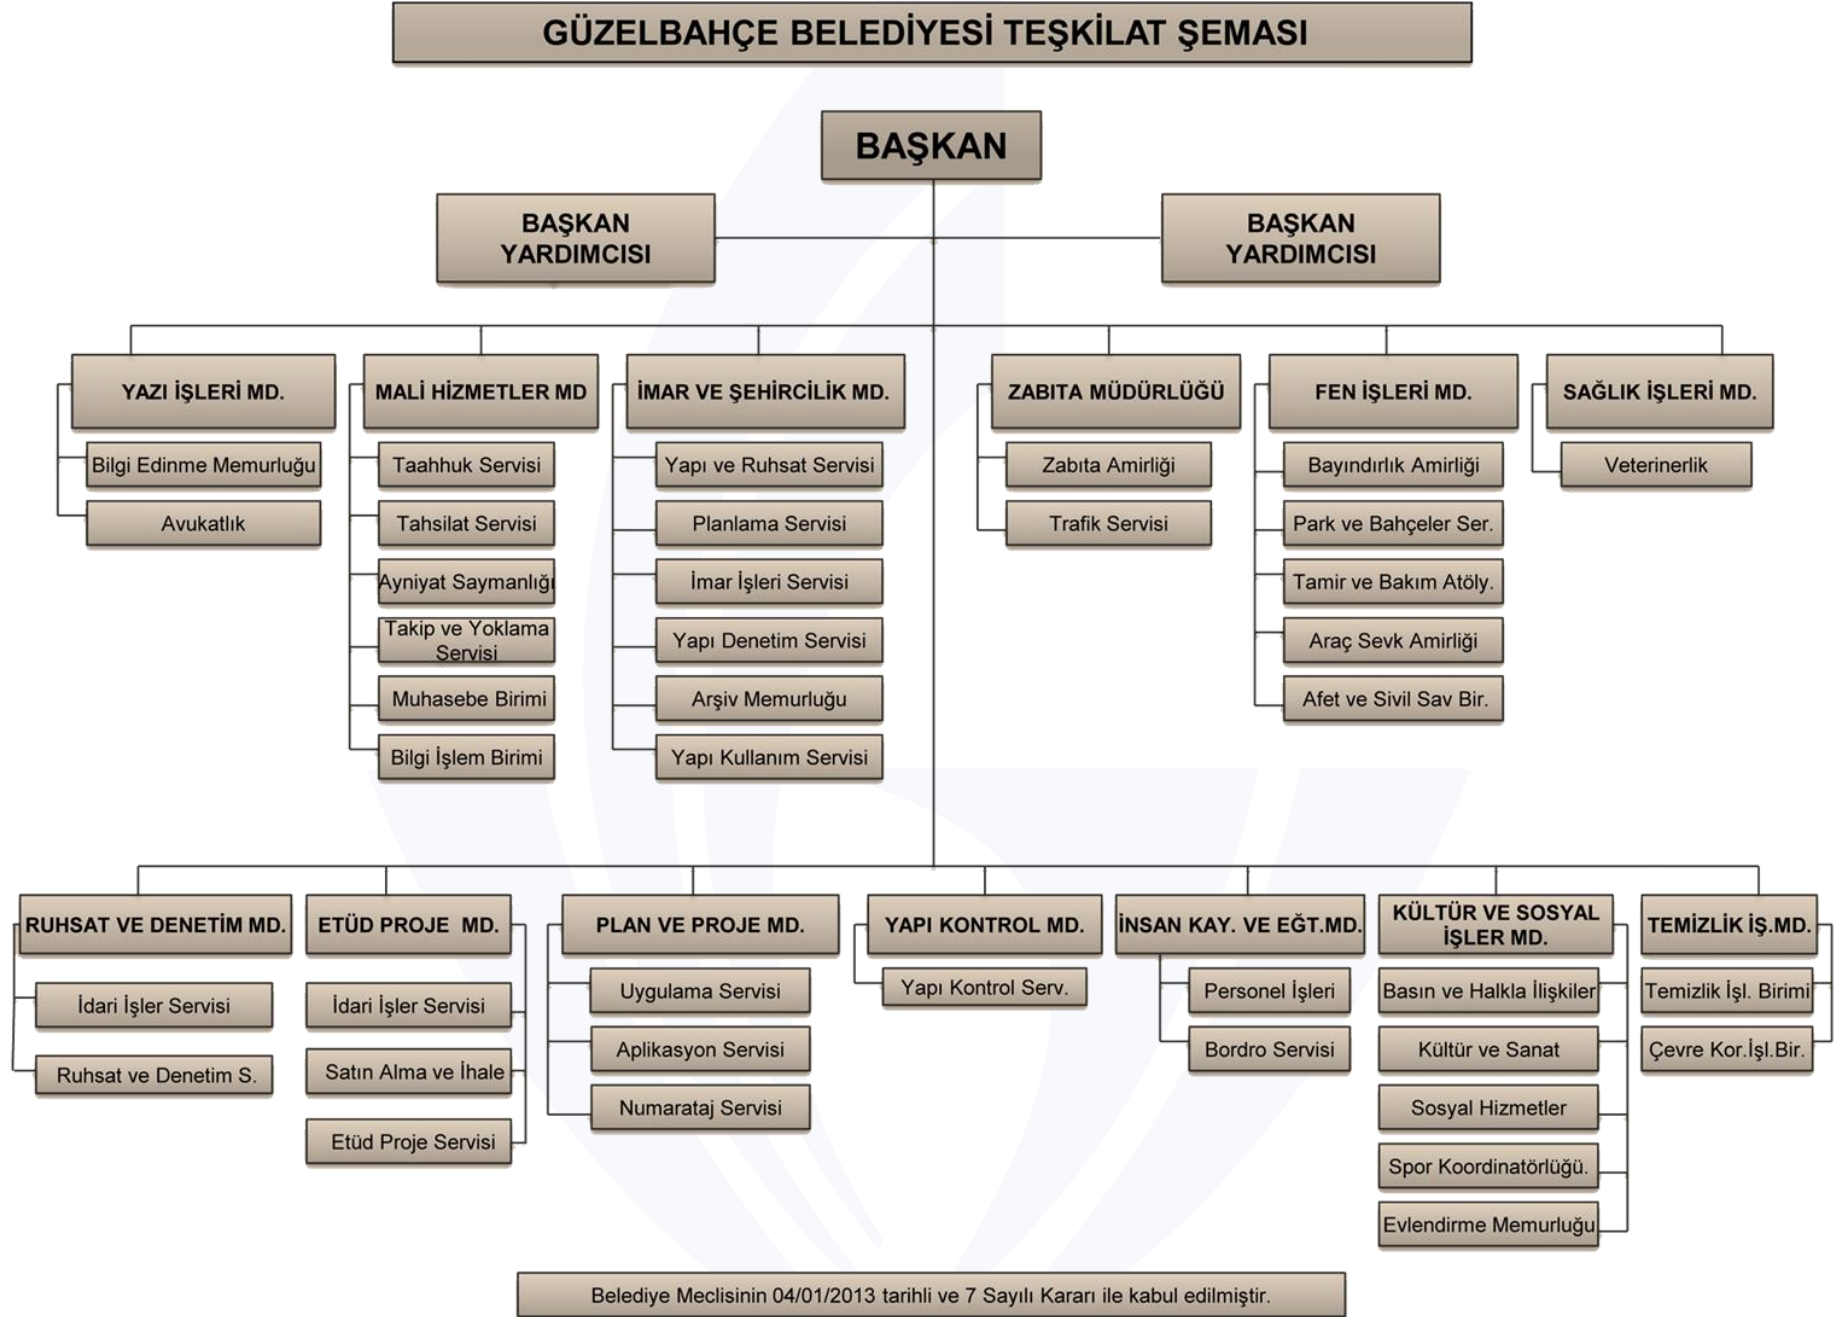 GÜZELBAHÇE BELEDİYESİ TEŞKİLAT ŞEMASI
BAŞKAN
BAŞKAN
YARDIMCISI
BAŞKAN
YARDIMCISI
YAZI İŞLERİ MD.
Bilgi Edinme Memurluğu
Avukatlık
MALİ HİZMETLER MD
Taahhuk Servisi
Tahsilat Servisi
Ayniyat Saymanlığı
Takip ve Yoklama
Servisi
Muhasebe Birimi
Bilgi İşlem Birimi
İMAR VE ŞEHİRCİLİK MD.
Yapı ve Ruhsat Servisi
Planlama Servisi
İmar İşleri Servisi
Yapı Denetim Servisi
Arşiv Memurluğu
Yapı Kullanım Servisi
ZABITA MÜDÜRLÜĞÜ
Zabıta Amirliği
Trafik Servisi
FEN İŞLERİ MD.
Bayındırlık Amirliği
Park ve Bahçeler Ser.
Tamir ve Bakım Atöly.
Araç Sevk Amirliği
Afet ve Sivil Sav Bir.
SAĞLIK İŞLERİ MD.
Veterinerlik
RUHSAT VE DENETİM MD.
İdari İşler Servisi
Ruhsat ve Denetim S.
ETÜD PROJE MD.
İdari İşler Servisi
Satın Alma ve İhale
Etüd Proje Servisi
PLAN VE PROJE MD.
Uygulama Servisi
Aplikasyon Servisi
Numarataj Servisi
YAPI KONTROL MD.
Yapı Kontrol Serv.
İNSAN KAY. VE EĞT.MD.
Personel İşleri
Bordro Servisi
KÜLTÜR VE SOSYAL
İŞLER MD.
Basın ve Halkla İlişkiler
Kültür ve Sanat
Sosyal Hizmetler
Spor Koordinatörlüğü.
Evlendirme Memurluğu
TEMİZLİK İŞ.MD.
Temizlik İşl. Birimi
Çevre Kor.İşl.Bir.
Belediye Meclisinin 04/01/2013 tarihli ve 7 Sayılı Kararı ile kabul edilmiştir.